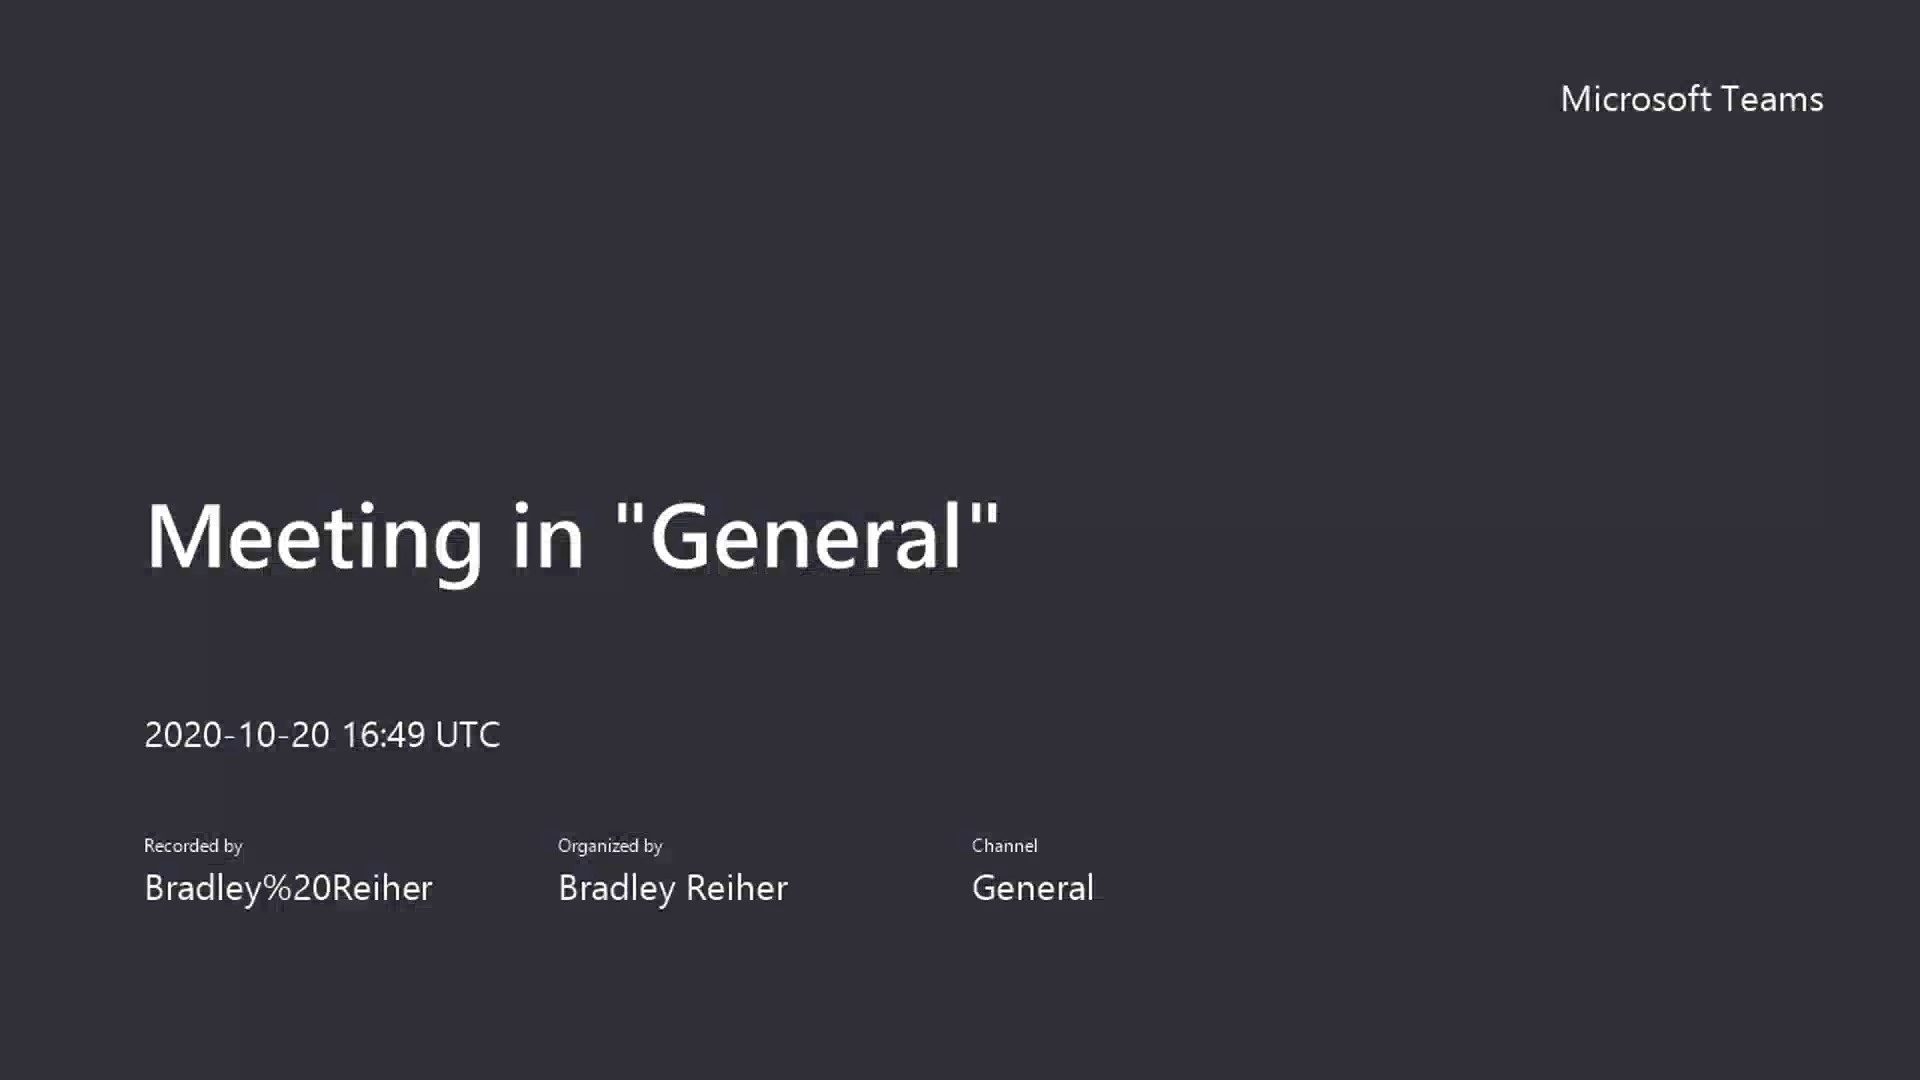 Microsoft Teams
Meeting in "General"
2020-10-20 16:49 UTC
Recorded by
Organized by
Channel
Bradley%20Reiher
Bradley Reiher
General